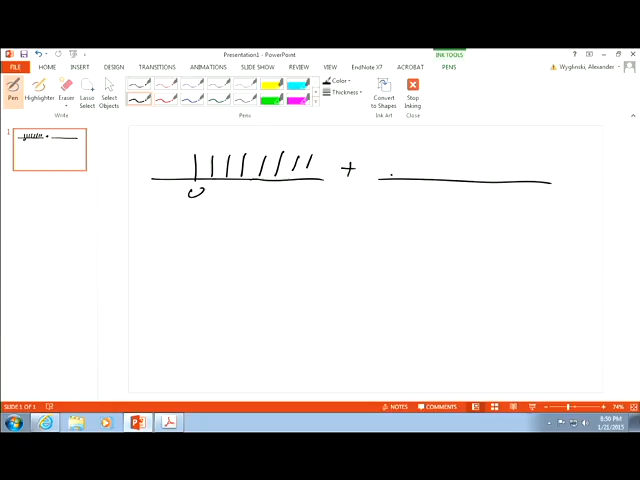 Presentation1 - PowerPoint
INK TOOLS
FILE HOME INSERT DESIGN TRANSITIONS ANIMATIONS SLIDE SHOW REVIEW VIEW EndNote X7 ACROBAT PENS
Wyglinski, Alexander
Pen Highlighter Eraser Lasso Select Select Objects
Color
Thickness
Convert to Shapes
Stop Inking
Write Pens Ink Art Close
1
+
0
SLIDE 1 OF 1 NOTES COMMENTS 74%
8:50 PM
1/21/2015